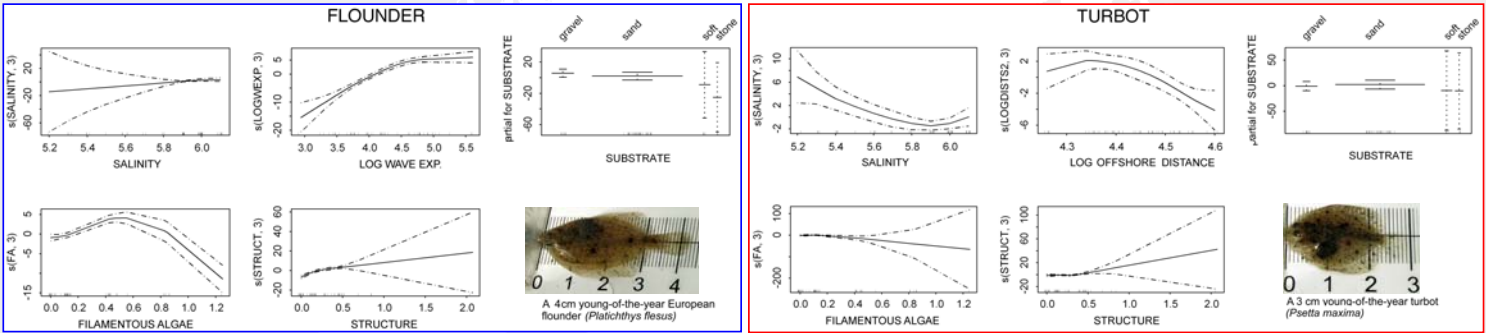 FLOUNDER
s(SALINITY, 3)
20
-20
-60
5.2 5.4 5.6 5.8 6.0
SALINITY
s(LOGWEXP, 3)
5
0
-10
-20
3.0 3.5 4.0 4.5 5.0 5.5
LOG WAVE EXP.
gravel sand soft stone
partial for SUBSTRATE
20
-20
-60
SUBSTRATE
s(FA, 3)
5
-5
-15
0.0 0.2 0.4 0.6 0.8 1.0 1.2
FILAMENTOUS ALGAE
s(STRUCT, 3)
60
40
20
0
-20
0.0 0.5 1.0 1.5 2.0
STRUCTURE
0 1 2 3 4
A 4cm young-of-the-year European
flounder (Platichthys flesus)
TURBOT
s(SALINITY, 3)
10
6
2
-2
5.2 5.4 5.6 5.8 6.0
SALINITY
s(LOGDISTS2, 3)
2
-2
-6
4.3 4.4 4.5 4.6
LOG OFFSHORE DISTANCE
gravel sand soft stone
partial for SUBSTRATE
50
0
-50
SUBSTRATE
s(FA, 3)
100
0
-200
0.0 0.2 0.4 0.6 0.8 1.0 1.2
FILAMENTOUS ALGAE
s(STRUCT, 3)
100
60
20
-20
0.0 0.5 1.0 1.5 2.0
STRUCTURE
0 1 2 3
A 3 cm young-of-the-year turbot
(Psetta maxima)